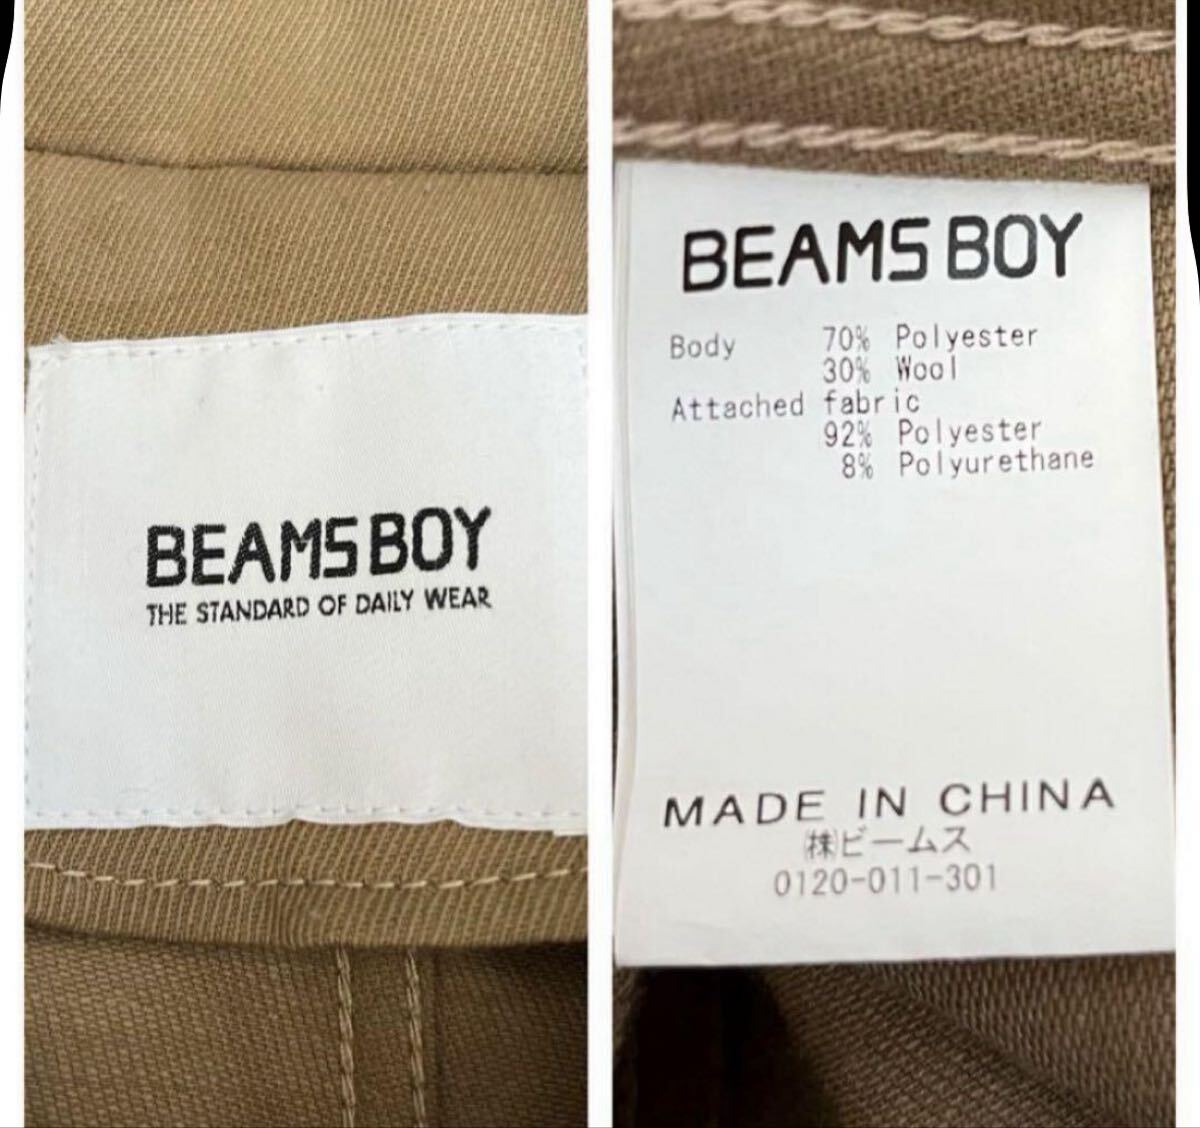 BEAMS BOY
THE STANDARD OF DAILY WEAR
BEAMS BOY
Body 70% Polyester
30% Wool
Attached fabric
92% Polyester
8% Polyurethane
MADE IN CHINA
㈱ビームス
0120-011-301